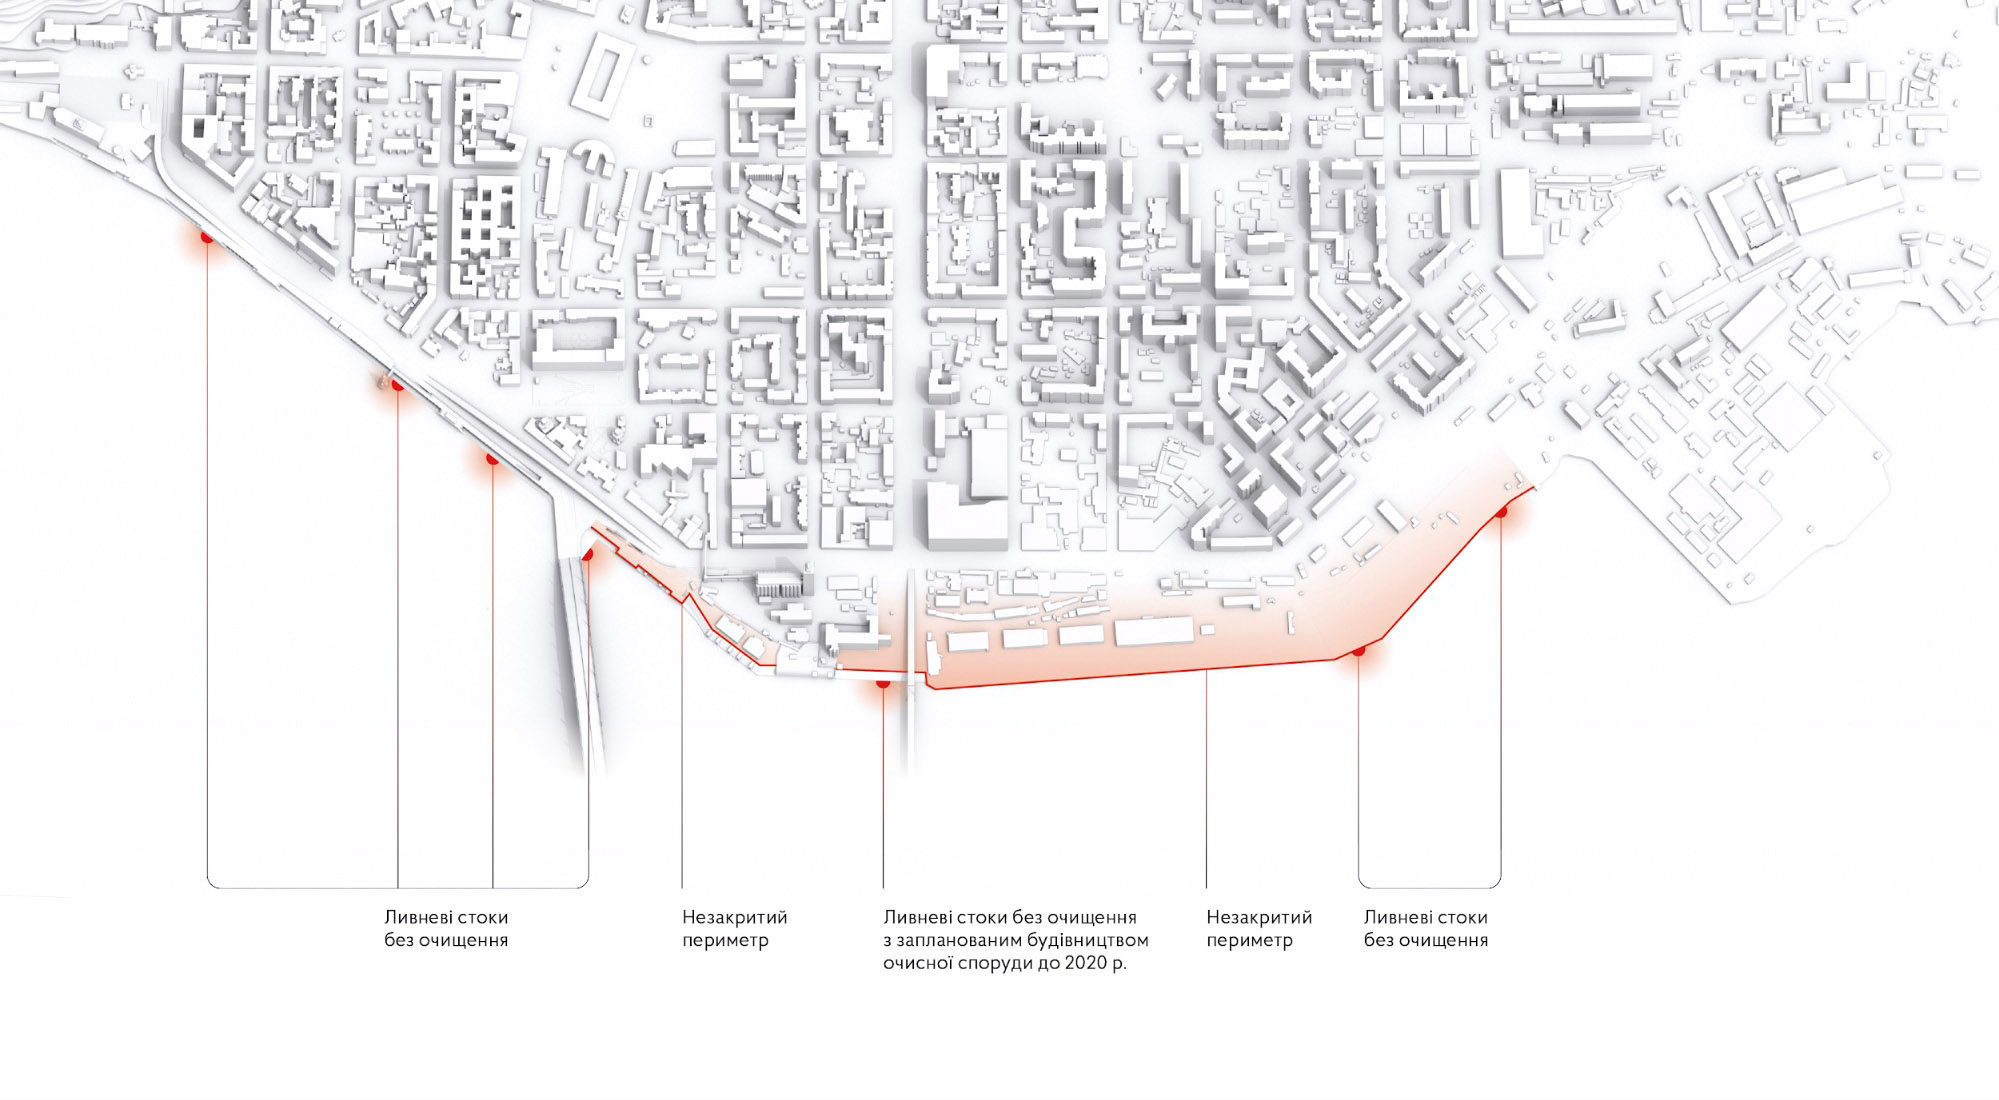 Ливневі стоки
без очищення
Незакритий
периметр
Ливневі стоки без очищення
з запланованим будівництвом
очисної споруди до 2020 р.
Незакритий
периметр
Ливневі стоки
без очищення